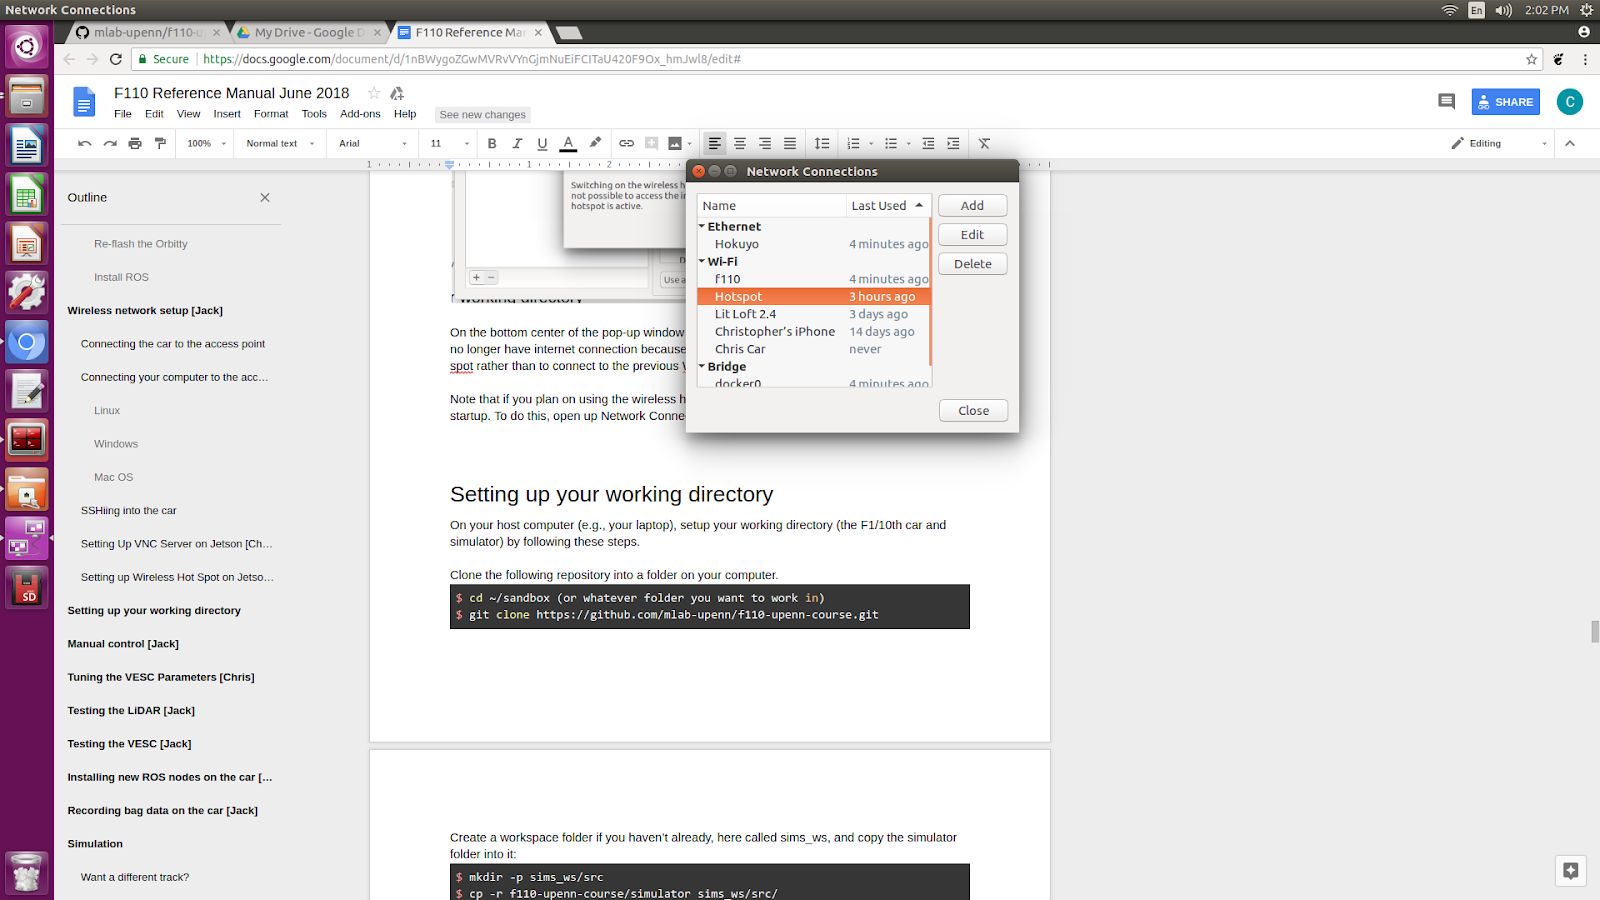 Network Connections
En
2:02 PM
mlab-upenn/f110-u
My Drive - Google D
F110 Reference Mar
Secure
https://docs.google.com/document/d/1nBWygoZGwMVRvVYnGjmNuEiFCITaU420F9Ox_hmJwl8/edit#
F110 Reference Manual June 2018
File Edit View Insert Format Tools Add-ons Help See new changes
SHARE
C
100% Normal text Arial 11 B I U A
Editing
1 1 2
Outline
Re-flash the Orbitty
Install ROS
Wireless network setup [Jack]
Connecting the car to the access point
Connecting your computer to the acc…
Linux
Windows
Mac OS
SSHiing into the car
Setting Up VNC Server on Jetson [Ch…
Setting up Wireless Hot Spot on Jetso…
Setting up your working directory
Manual control [Jack]
Tuning the VESC Parameters [Chris]
Testing the LiDAR [Jack]
Testing the VESC [Jack]
Installing new ROS nodes on the car [...
Recording bag data on the car [Jack]
Simulation
Want a different track?
SD
Switching on the wireless h
not possible to access the in
hotspot is active.
Use a
working directory
On the bottom center of the pop-up window
no longer have internet connection because
spot rather than to connect to the previous
Note that if you plan on using the wireless h
startup. To do this, open up Network Conne
Network Connections
Name Last Used
Ethernet
Hokuyo 4 minutes ago
Wi-Fi
f110 4 minutes ago
Hotspot 3 hours ago
Lit Loft 2.4 3 days ago
Christopher’s iPhone 14 days ago
Chris Car never
Bridge
docker0 4 minutes ago
Add
Edit
Delete
Close
Setting up your working directory
On your host computer (e.g., your laptop), setup your working directory (the F1/10th car and
simulator) by following these steps.
Clone the following repository into a folder on your computer.
$ cd ~/sandbox (or whatever folder you want to work in)
$ git clone https://github.com/mlab-upenn/f110-upenn-course.git
Create a workspace folder if you haven’t already, here called sims_ws, and copy the simulator
folder into it:
$ mkdir -p sims_ws/src
$ cp -r f110-upenn-course/simulator sims_ws/src/